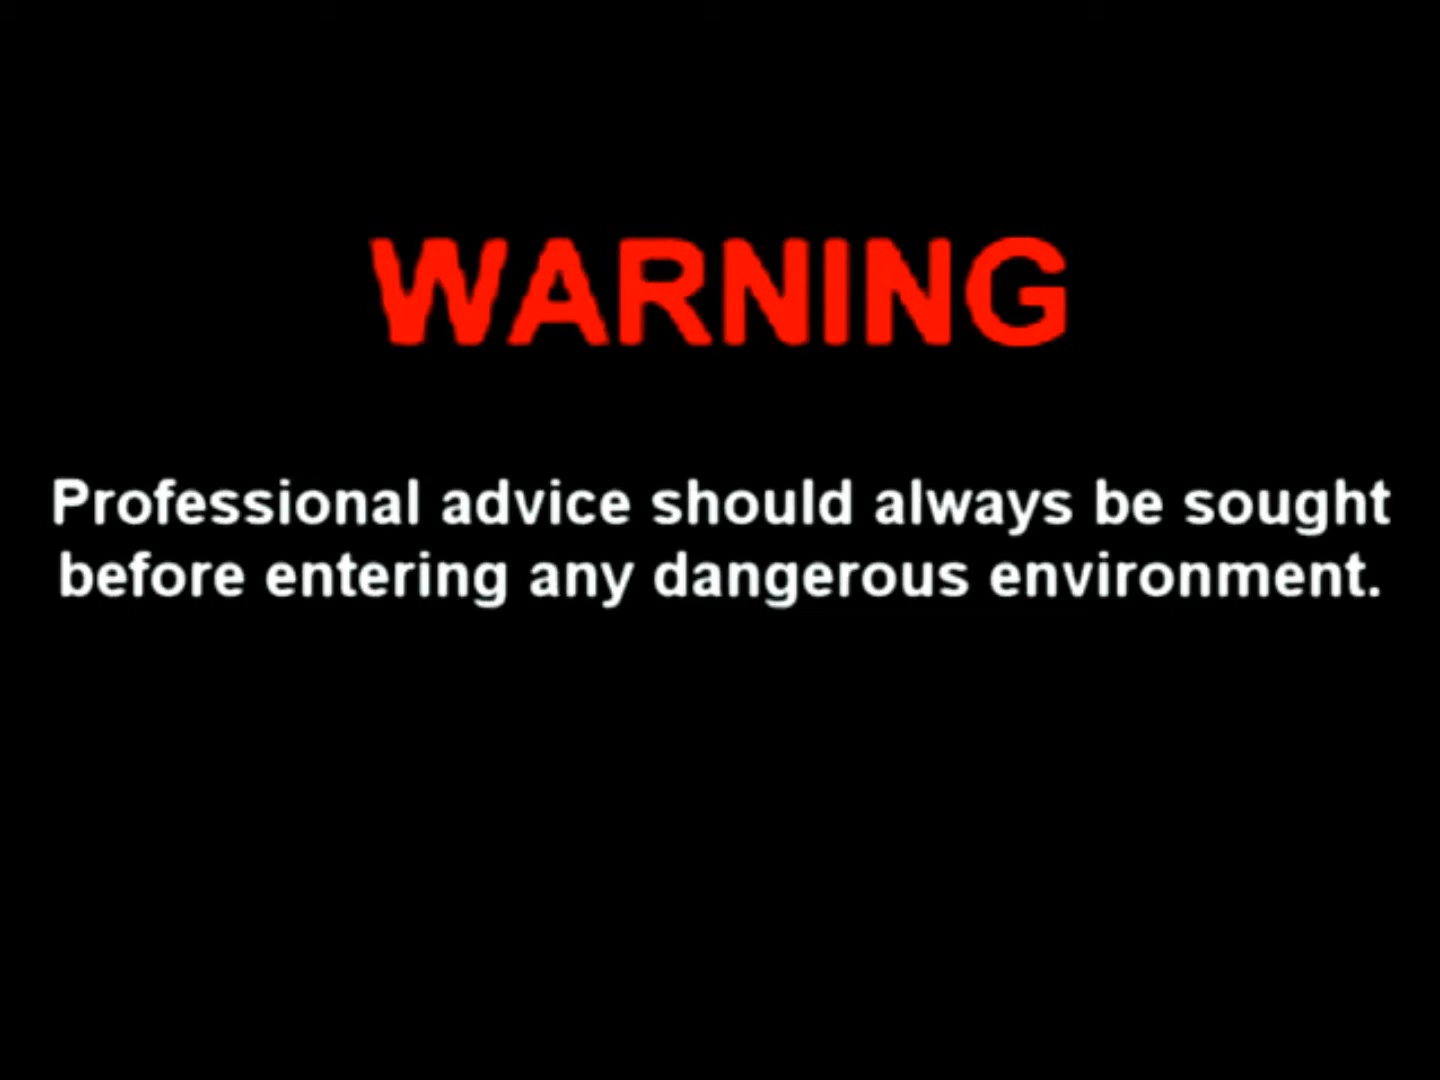 WARNING
Professional advice should always be sought
before entering any dangerous environment.